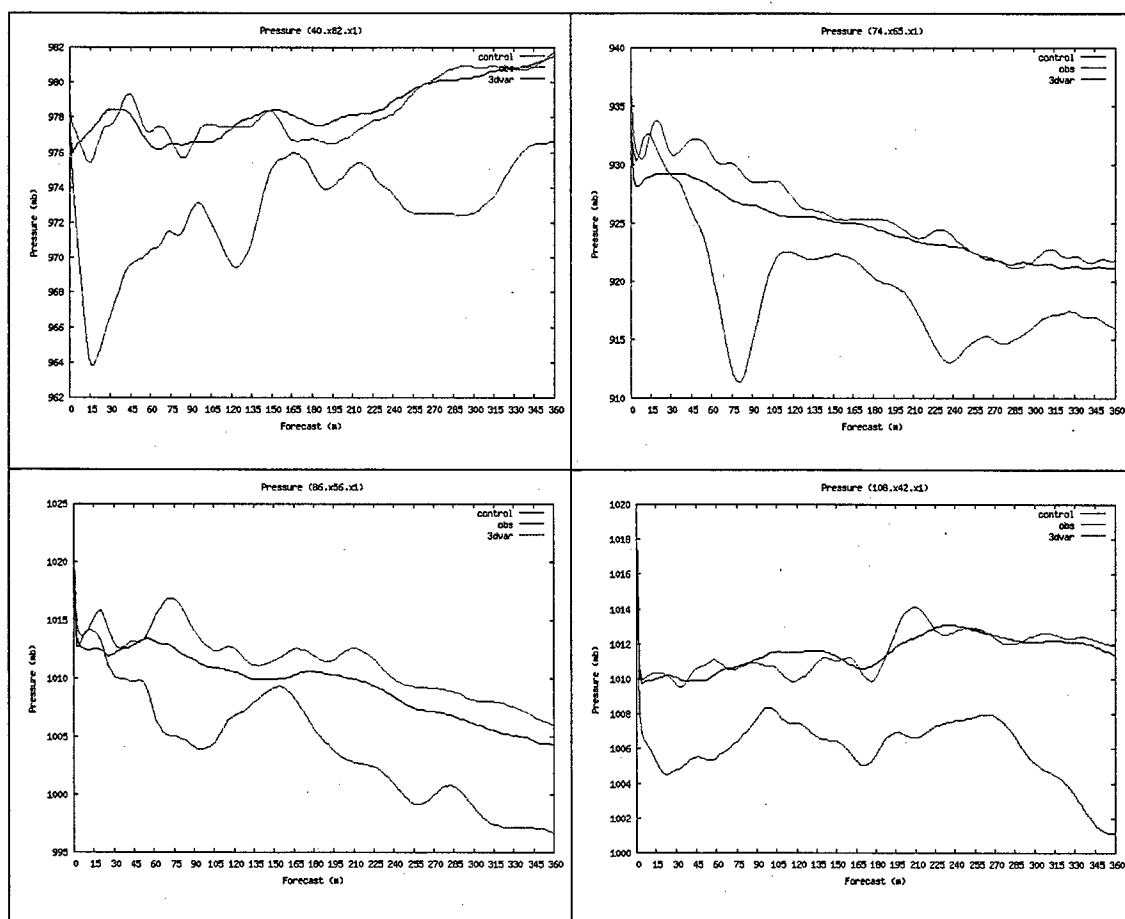 Pressure (40.x82.x1)
982
980
978
976
974
972
970
968
966
964
962
Pressure (mb)
control
obs
3dvar
0 15 30 45 60 75 90 105 120 135 150 165 180 195 210 225 240 255 270 285 300 315 330 345 360
Forecast (m)
Pressure (74.x65.x1)
940
935
930
925
920
915
910
Pressure (mb)
control
obs
3dvar
0 15 30 45 60 75 90 105 120 135 150 165 180 195 210 225 240 255 270 285 300 315 330 345 360
Forecast (m)
Pressure (86.x56.x1)
1025
1020
1015
1010
1005
1000
995
Pressure (mb)
control
obs
3dvar
0 15 30 45 60 75 90 105 120 135 150 165 180 195 210 225 240 255 270 285 300 315 330 345 360
Forecast (m)
Pressure (108.x42.x1)
1020
1018
1016
1014
1012
1010
1008
1006
1004
1002
1000
Pressure (mb)
control
obs
3dvar
0 15 30 45 60 75 90 105 120 135 150 165 180 195 210 225 240 255 270 285 300 315 330 345 360
Forecast (m)